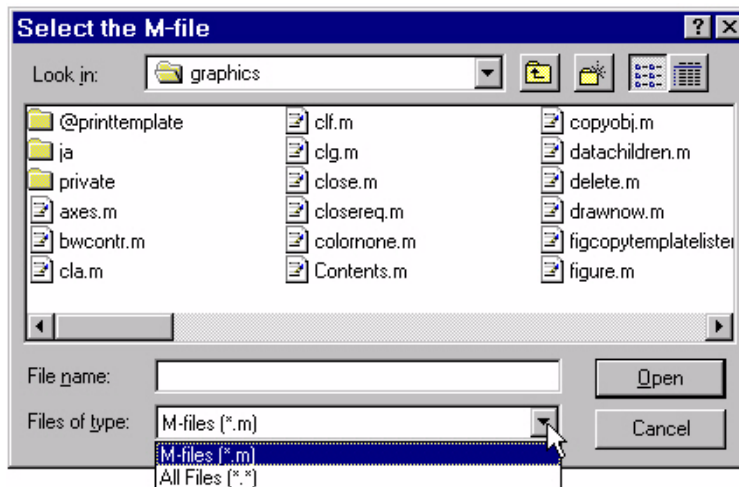 Select the M-file
Look in: graphics
@printtemplate clf.m copyobj.m
ja clg.m datachildren.m
private close.m delete.m
axes.m closereq.m drawnow.m
bwcontr.m colornone.m figcopytemplatelister
cla.m Contents.m figure.m
File name: Open
Files of type: M-files (*.m) Cancel
M-files (*.m)
All Files (*.*)